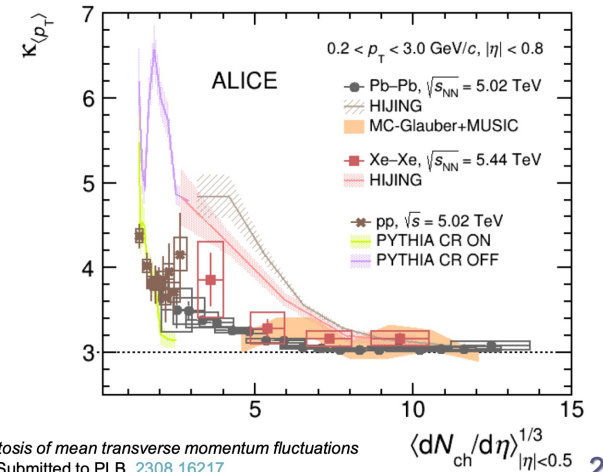 7
κ⟨pT⟩
0.2 < pT < 3.0 GeV/c, |η| < 0.8
ALICE
Pb–Pb, √sNN = 5.02 TeV
6
HIJING
MC-Glauber+MUSIC
Xe–Xe, √sNN = 5.44 TeV
5
HIJING
pp, √s = 5.02 TeV
PYTHIA CR ON
4
PYTHIA CR OFF
3
5 10 15
⟨dNch/dη⟩1/3|η|<0.5
tosis of mean transverse momentum fluctuations
Submitted to PLB, 2308.16217
2